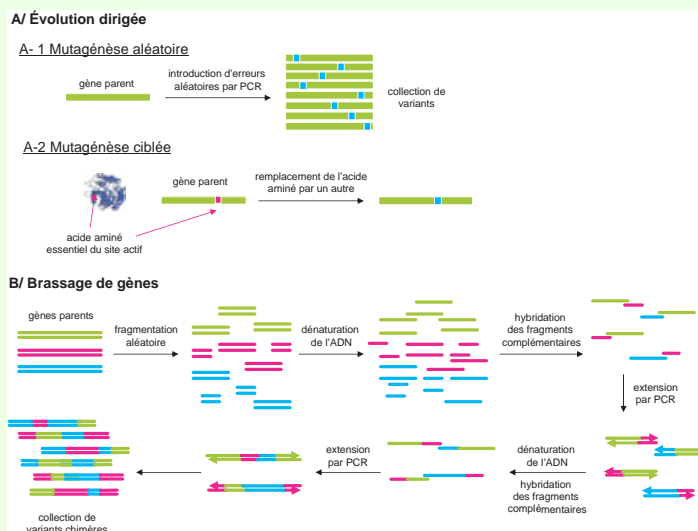 A/ Évolution dirigée
A- 1 Mutagénèse aléatoire
gène parent
introduction d'erreurs
aléatoires par PCR
collection de
variants
A-2 Mutagénèse ciblée
gène parent
remplacement de l'acide
aminé par un autre
acide aminé
essentiel du site actif
B/ Brassage de gènes
gènes parents
fragmentation
aléatoire
dénaturation
de l'ADN
hybridation
des fragments
complémentaires
extension
par PCR
dénaturation
de l'ADN
hybridation
des fragments
complémentaires
extension
par PCR
collection de
variants chimères